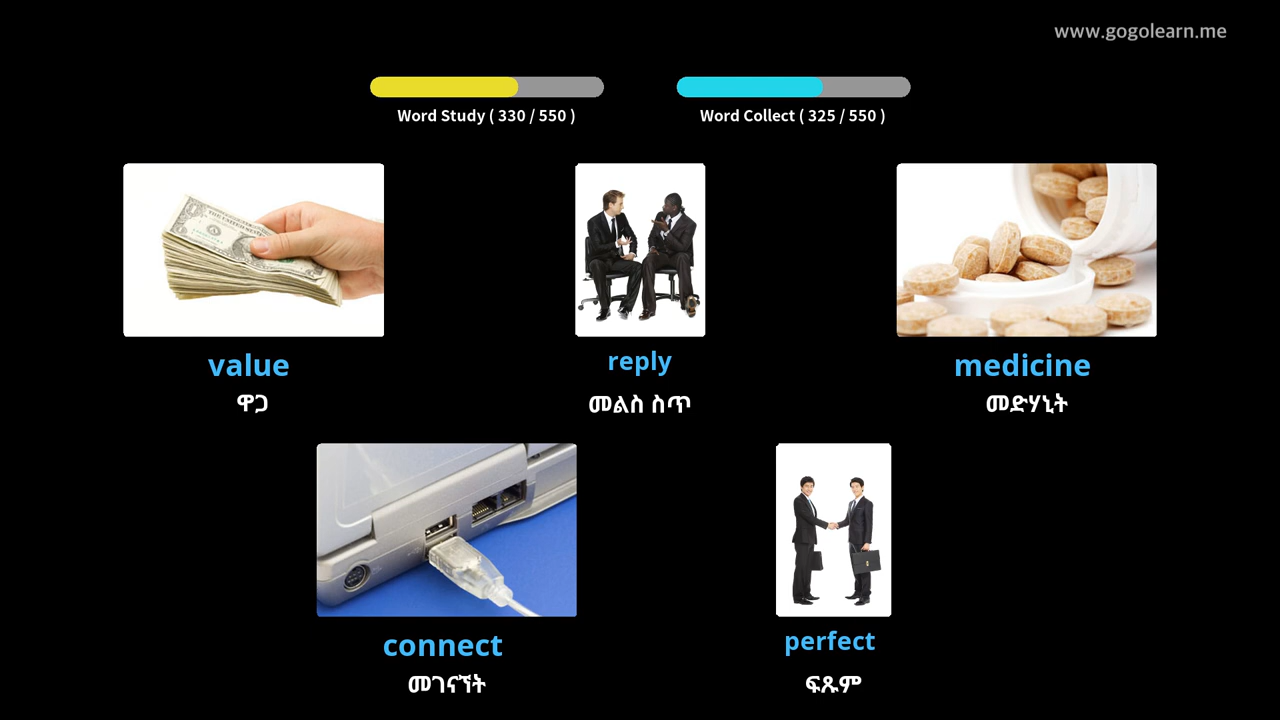 www.gogolearn.me
Word Study ( 330 / 550 )
Word Collect ( 325 / 550 )
value
ዋጋ
reply
መልስ ስጥ
medicine
መድሃኒት
connect
መገናኘት
perfect
ፍጹም